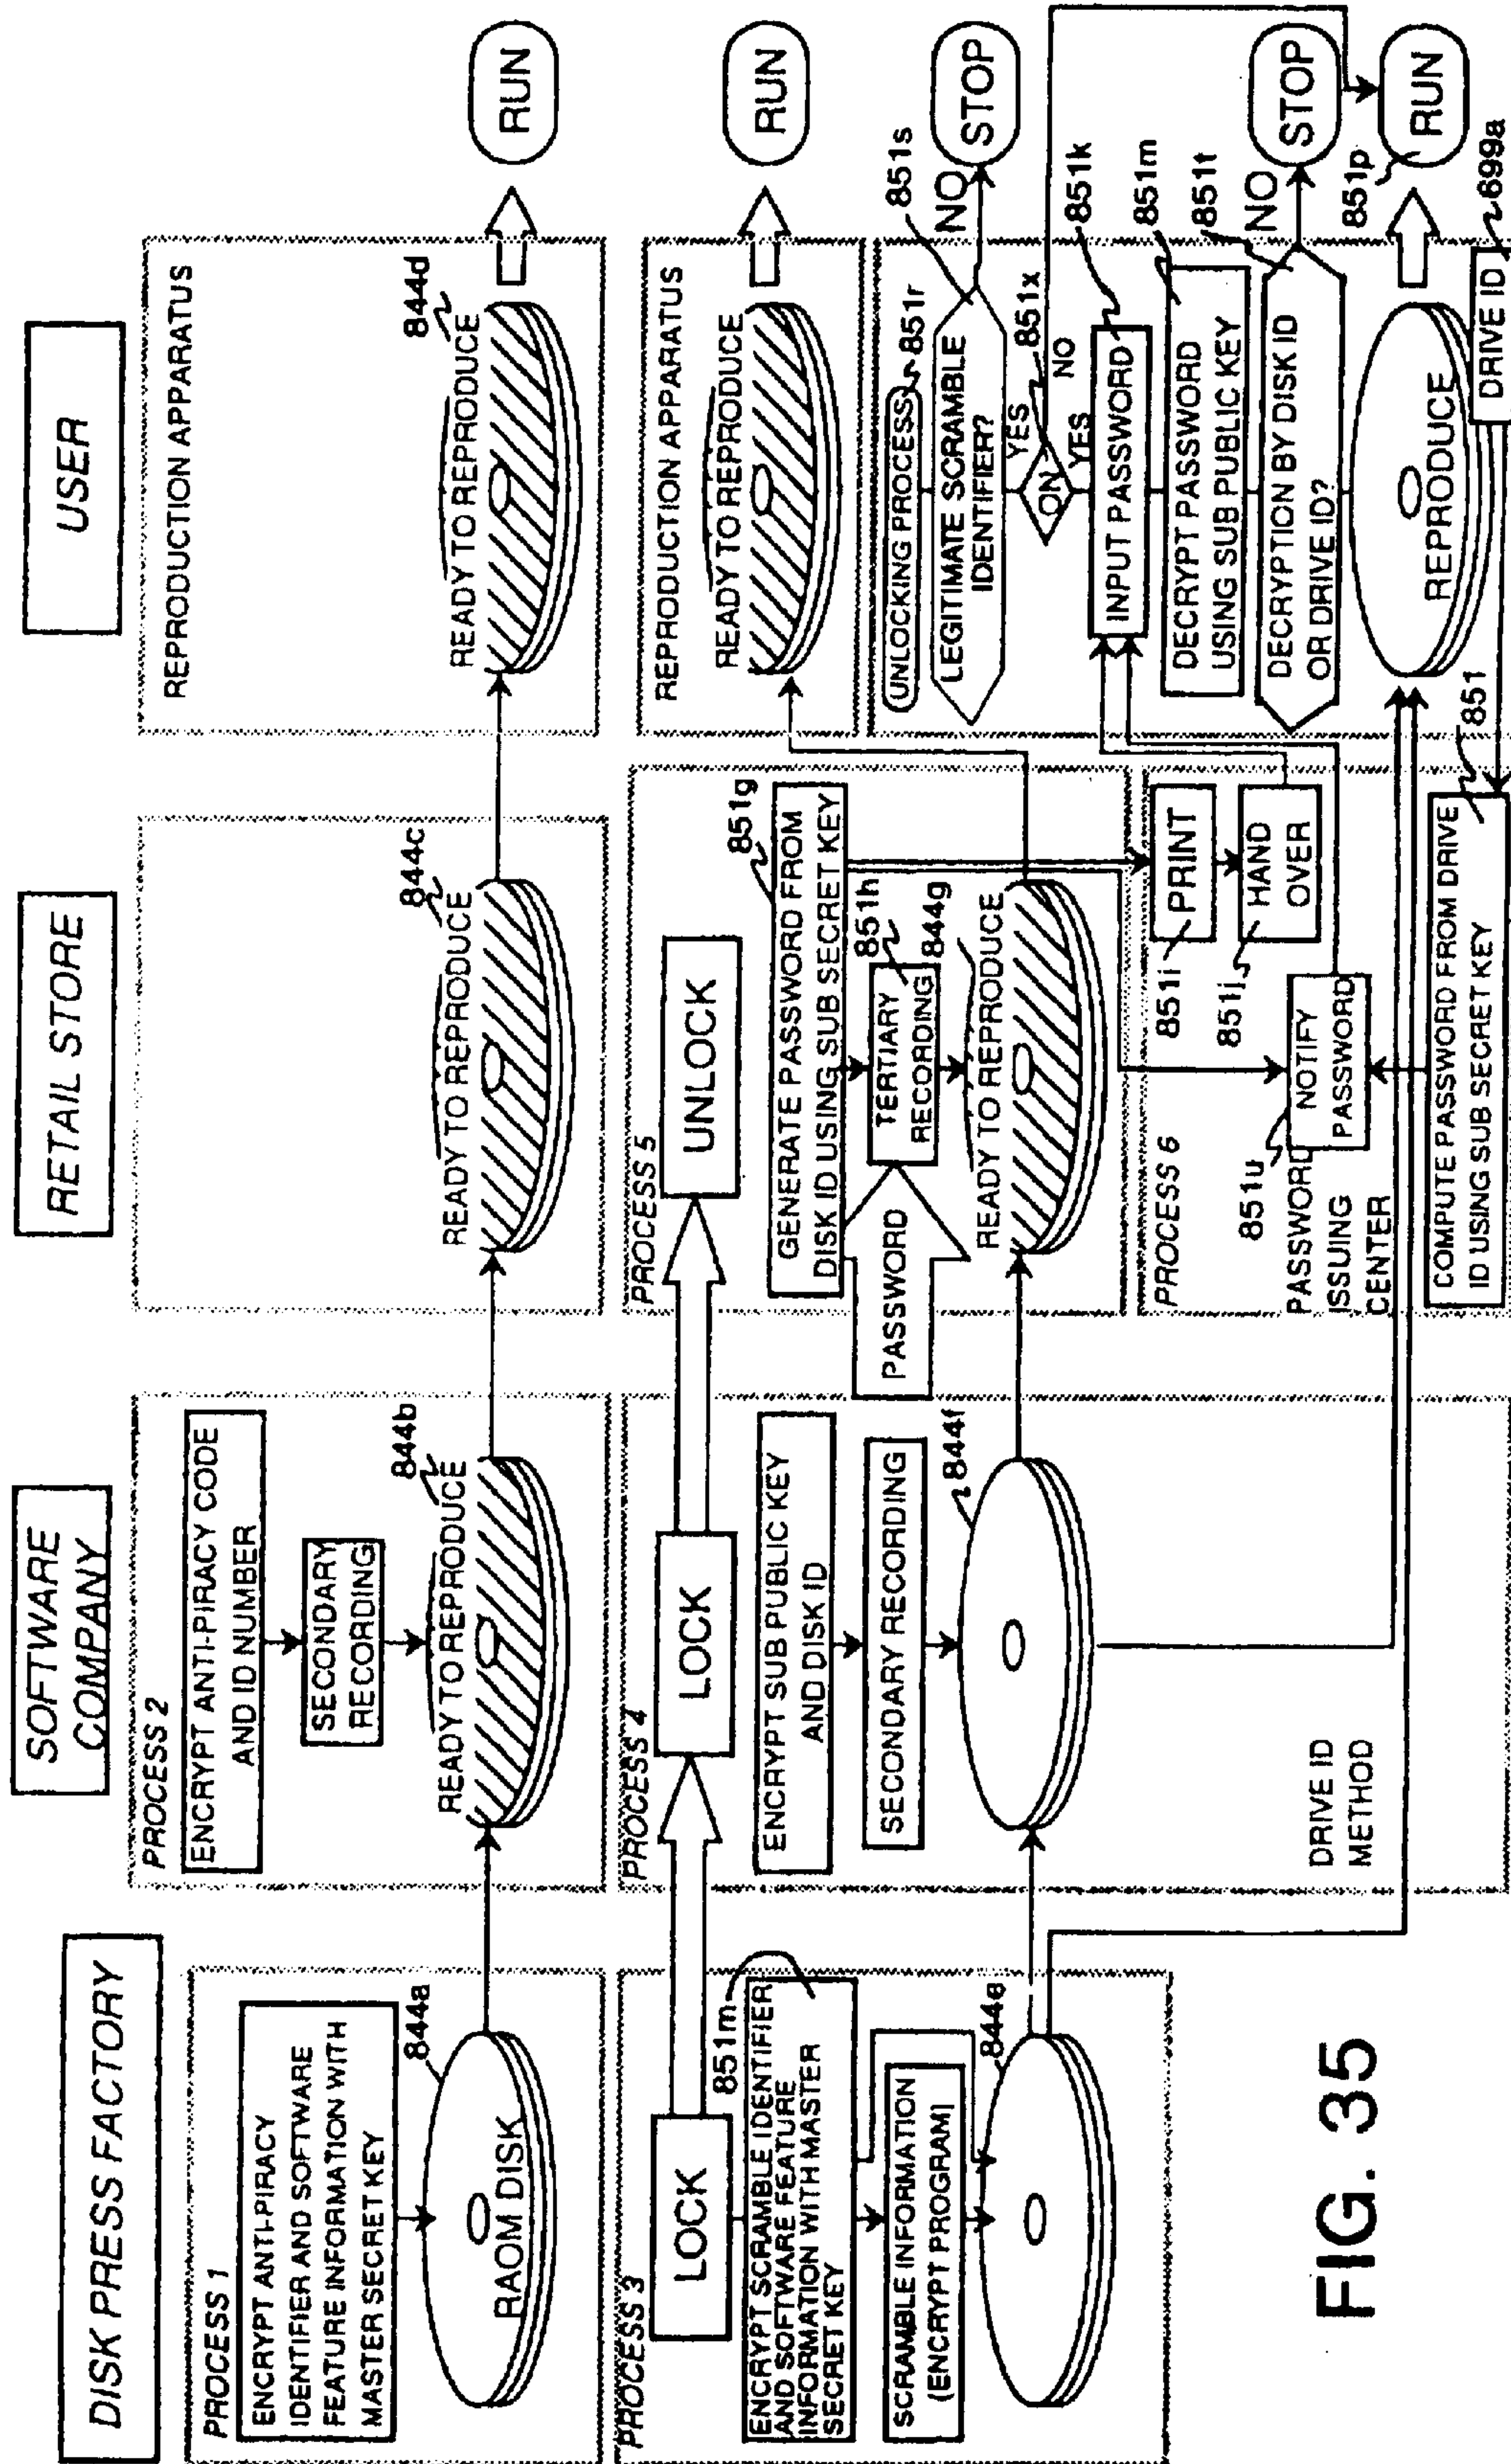 DISK PRESS FACTORY
PROCESS 1
ENCRYPT ANTI-PIRACY
IDENTIFIER AND SOFTWARE
FEATURE INFORMATION WITH
MASTER SECRET KEY
844a
RAOM DISK
PROCESS 3
LOCK
851m
ENCRYPT SCRAMBLE IDENTIFIER
AND SOFTWARE FEATURE
INFORMATION WITH MASTER
SECRET KEY
SCRAMBLE INFORMATION
(ENCRYPT PROGRAM)
844e
SOFTWARE
COMPANY
PROCESS 2
ENCRYPT ANTI-PIRACY CODE
AND ID NUMBER
SECONDARY
RECORDING
844b
READY TO REPRODUCE
PROCESS 4
LOCK
ENCRYPT SUB PUBLIC KEY
AND DISK ID
SECONDARY RECORDING
844f
DRIVE ID
METHOD
RETAIL STORE
844c
READY TO REPRODUCE
PROCESS 5
UNLOCK
851g
GENERATE PASSWORD FROM
DISK ID USING SUB SECRET KEY
PASSWORD
851h
TERTIARY
RECORDING
844g
READY TO REPRODUCE
PROCESS 6
PRINT
851i
HAND
OVER
851j
851u
NOTIFY
PASSWORD
PASSWORD
ISSUING
CENTER
COMPUTE PASSWORD FROM DRIVE
ID USING SUB SECRET KEY
851
USER
REPRODUCTION APPARATUS
844d
READY TO REPRODUCE
RUN
REPRODUCTION APPARATUS
READY TO REPRODUCE
RUN
UNLOCKING PROCESS
851r
851s
LEGITIMATE SCRAMBLE
IDENTIFIER?
NO
STOP
YES
851x
ON
NO
YES
851k
INPUT PASSWORD
851m
DECRYPT PASSWORD
USING SUB PUBLIC KEY
851t
DECRYPTION BY DISK ID
OR DRIVE ID?
NO
STOP
851p
RUN
REPRODUCE
DRIVE ID
699a
FIG. 35